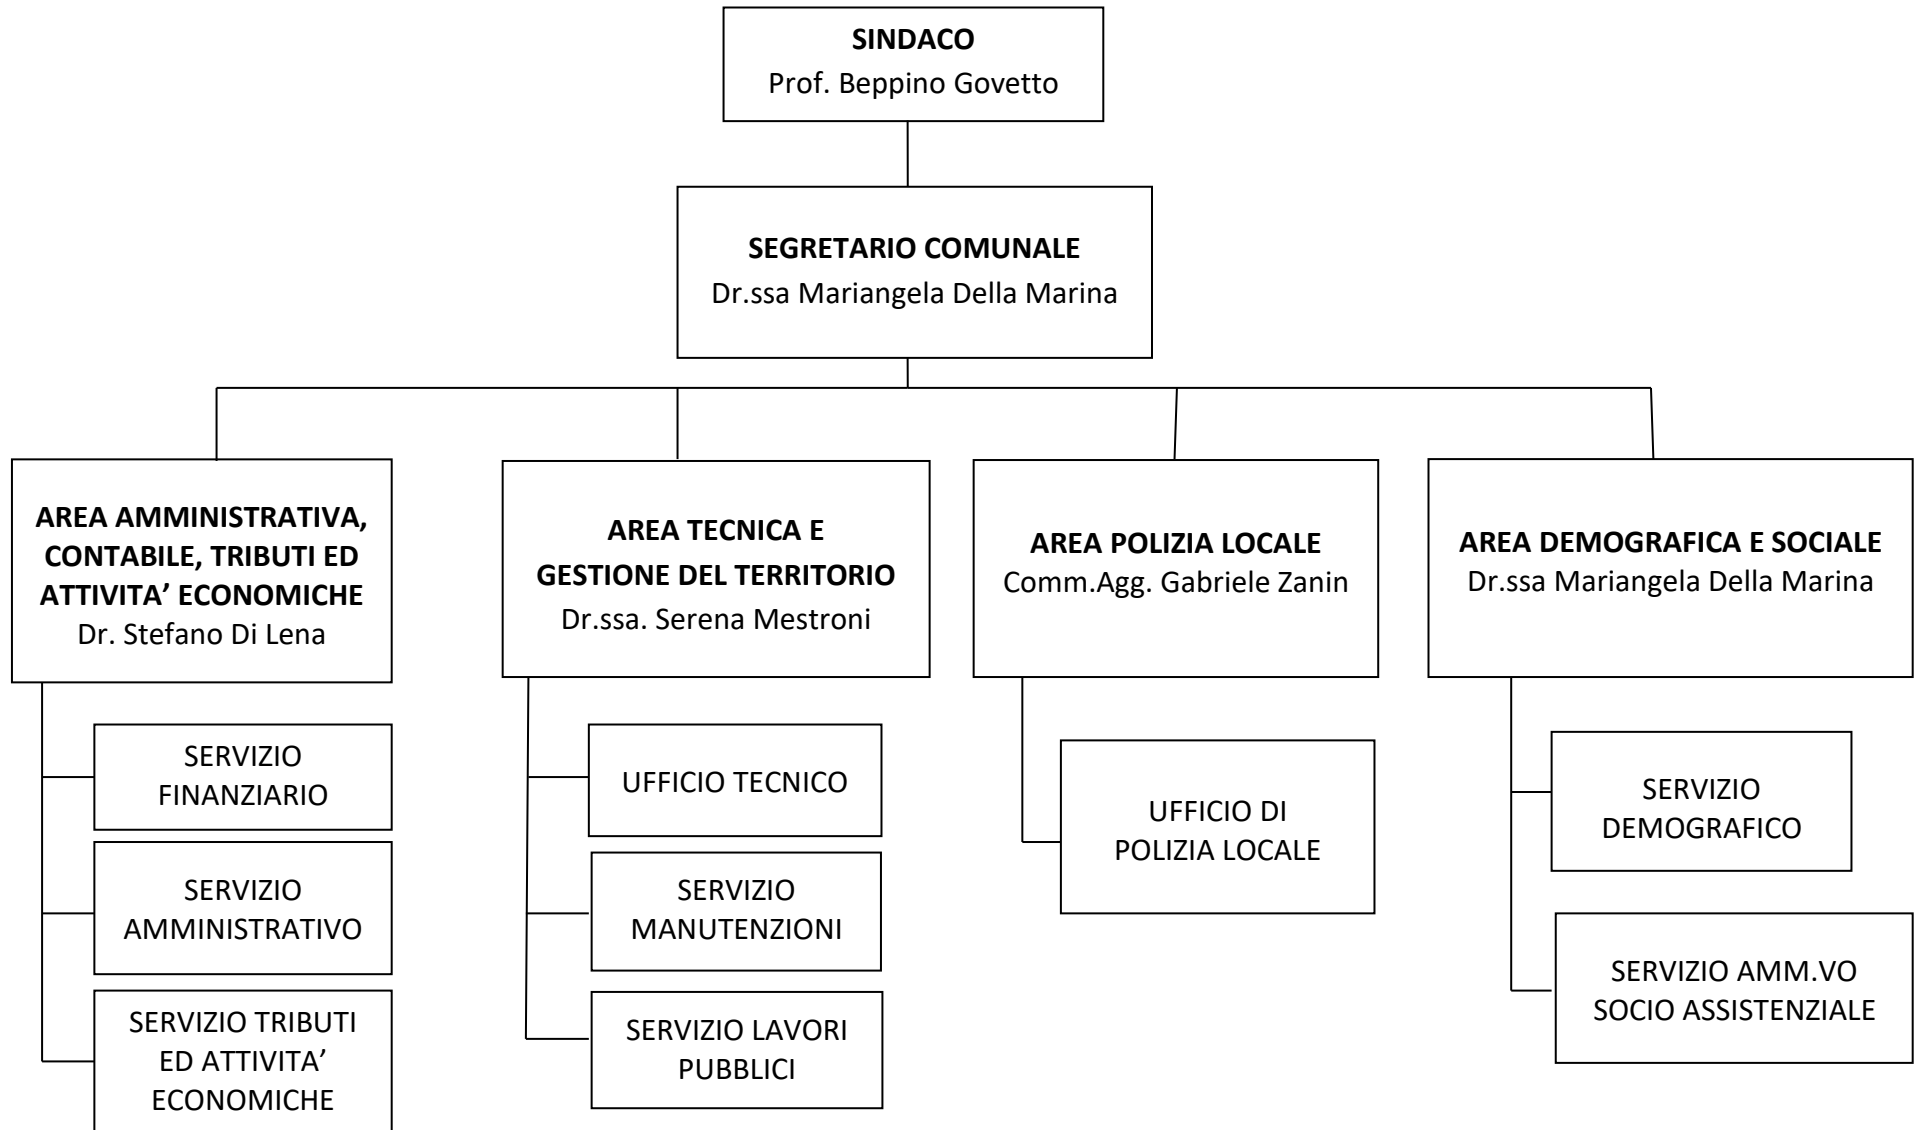 SINDACO
Prof. Beppino Govetto
SEGRETARIO COMUNALE
Dr.ssa Mariangela Della Marina
AREA AMMINISTRATIVA,
CONTABILE, TRIBUTI ED
ATTIVITA’ ECONOMICHE
Dr. Stefano Di Lena
SERVIZIO
FINANZIARIO
SERVIZIO
AMMINISTRATIVO
SERVIZIO TRIBUTI
ED ATTIVITA’
ECONOMICHE
AREA TECNICA E
GESTIONE DEL TERRITORIO
Dr.ssa. Serena Mestroni
UFFICIO TECNICO
SERVIZIO
MANUTENZIONI
SERVIZIO LAVORI
PUBBLICI
AREA POLIZIA LOCALE
Comm.Agg. Gabriele Zanin
UFFICIO DI
POLIZIA LOCALE
AREA DEMOGRAFICA E SOCIALE
Dr.ssa Mariangela Della Marina
SERVIZIO
DEMOGRAFICO
SERVIZIO AMM.VO
SOCIO ASSISTENZIALE